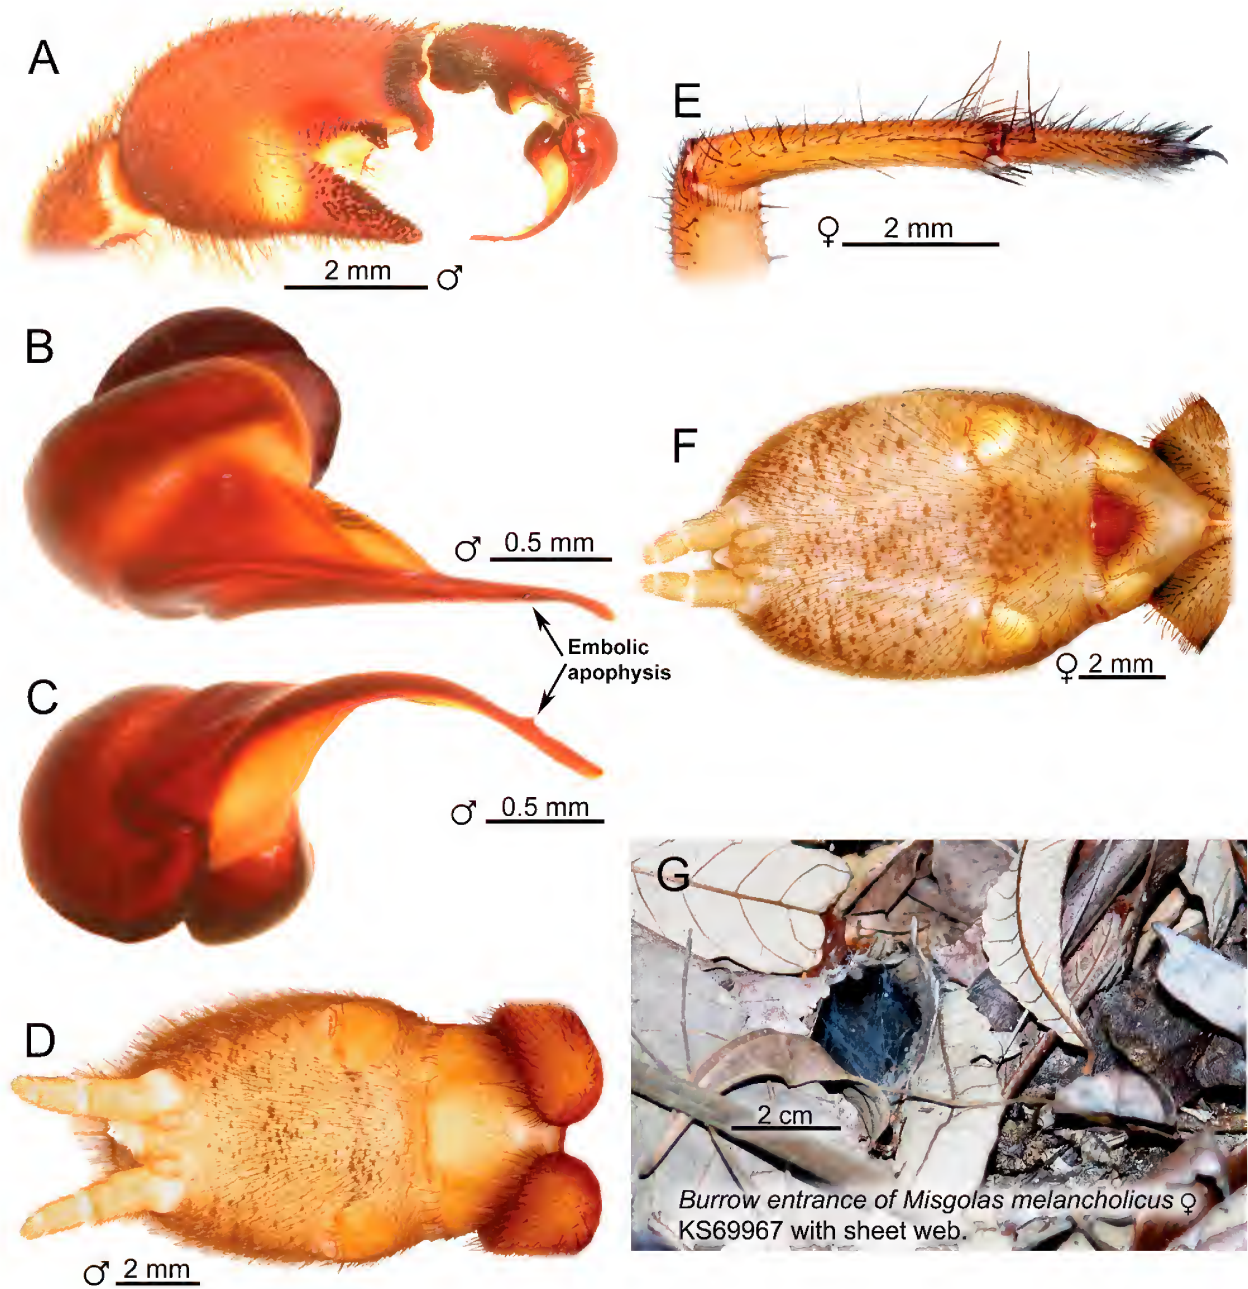 A
2 mm ♂
B
♂ 0.5 mm
Embolic
apophysis
C
♂ 0.5 mm
D
♂ 2 mm
E
♀ 2 mm
F
♀ 2 mm
G
2 cm
Burrow entrance of Misgolas melancholicus ♀
KS69967 with sheet web.